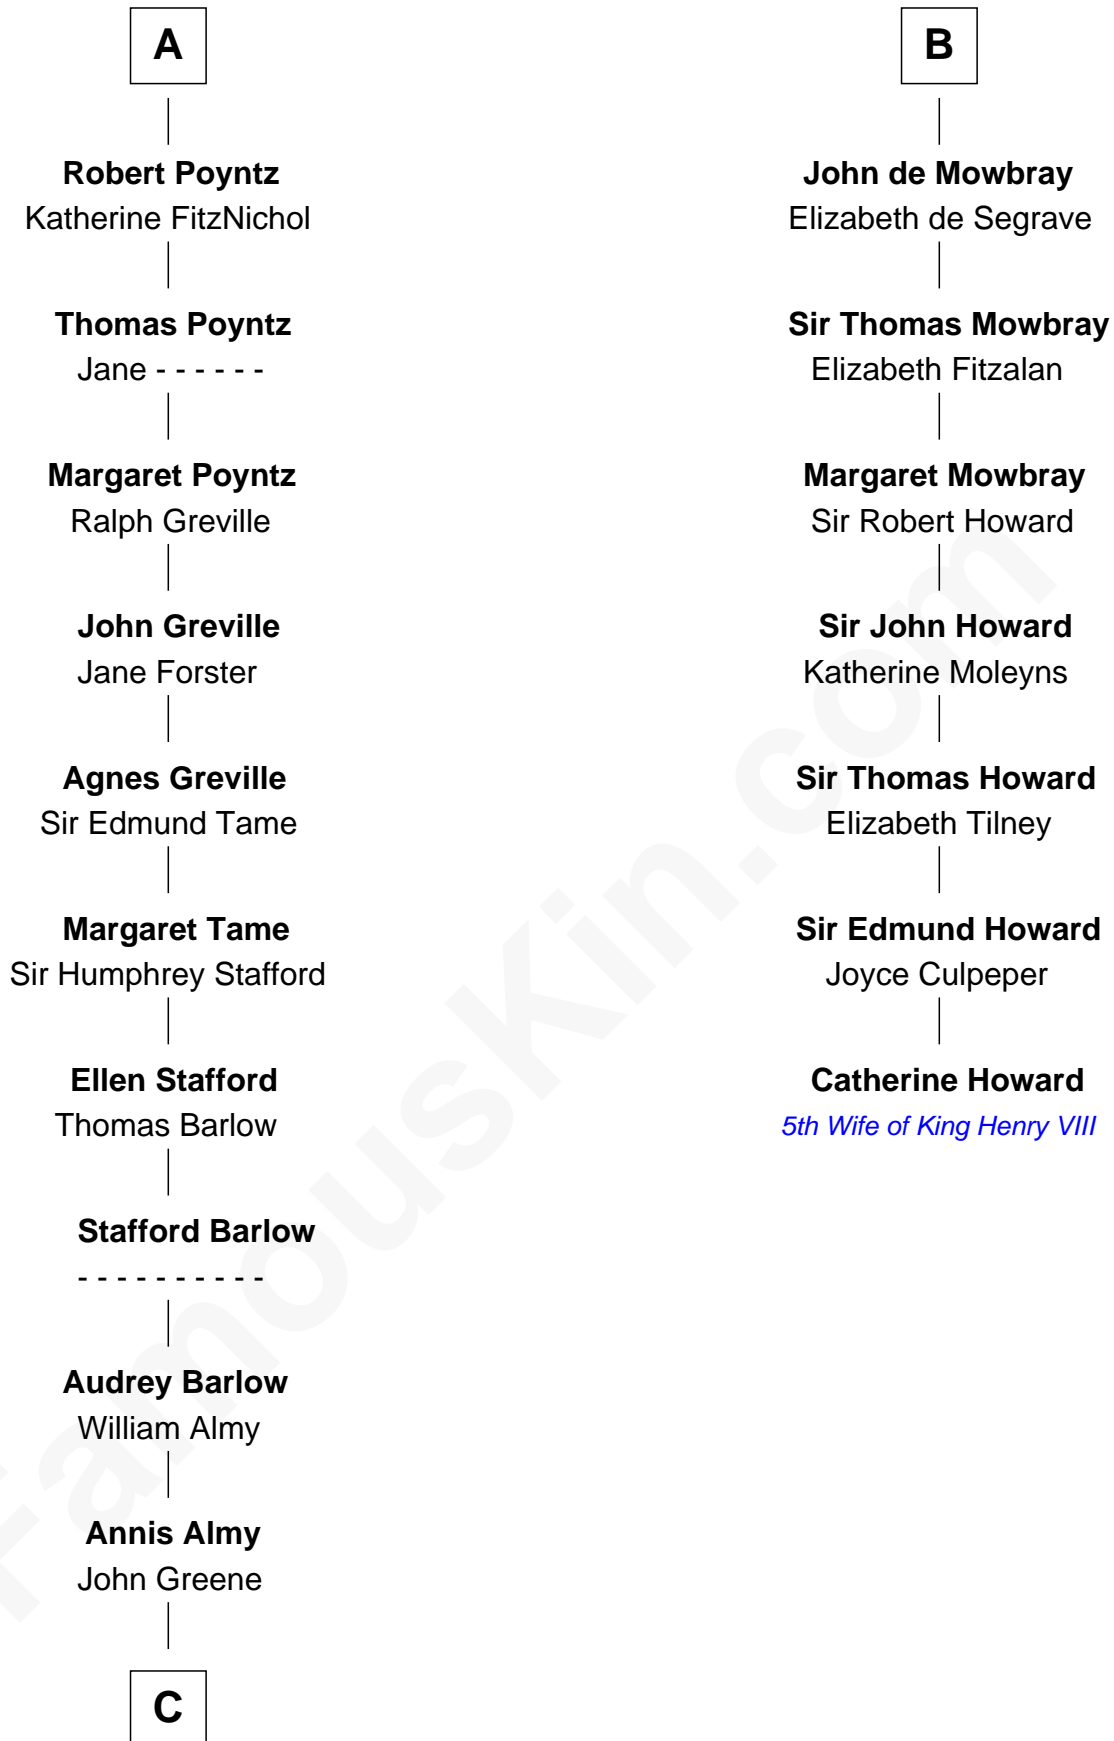 A
Robert Poyntz
Katherine FitzNichol
Thomas Poyntz
Jane - - - - - -
Margaret Poyntz
Ralph Greville
John Greville
Jane Forster
Agnes Greville
Sir Edmund Tame
Margaret Tame
Sir Humphrey Stafford
Ellen Stafford
Thomas Barlow
Stafford Barlow
- - - - - - - - - -
Audrey Barlow
William Almy
Annis Almy
John Greene
C
B
John de Mowbray
Elizabeth de Segrave
Sir Thomas Mowbray
Elizabeth Fitzalan
Margaret Mowbray
Sir Robert Howard
Sir John Howard
Katherine Moleyns
Sir Thomas Howard
Elizabeth Tilney
Sir Edmund Howard
Joyce Culpeper
Catherine Howard
5th Wife of King Henry VIII
FamousKin.com